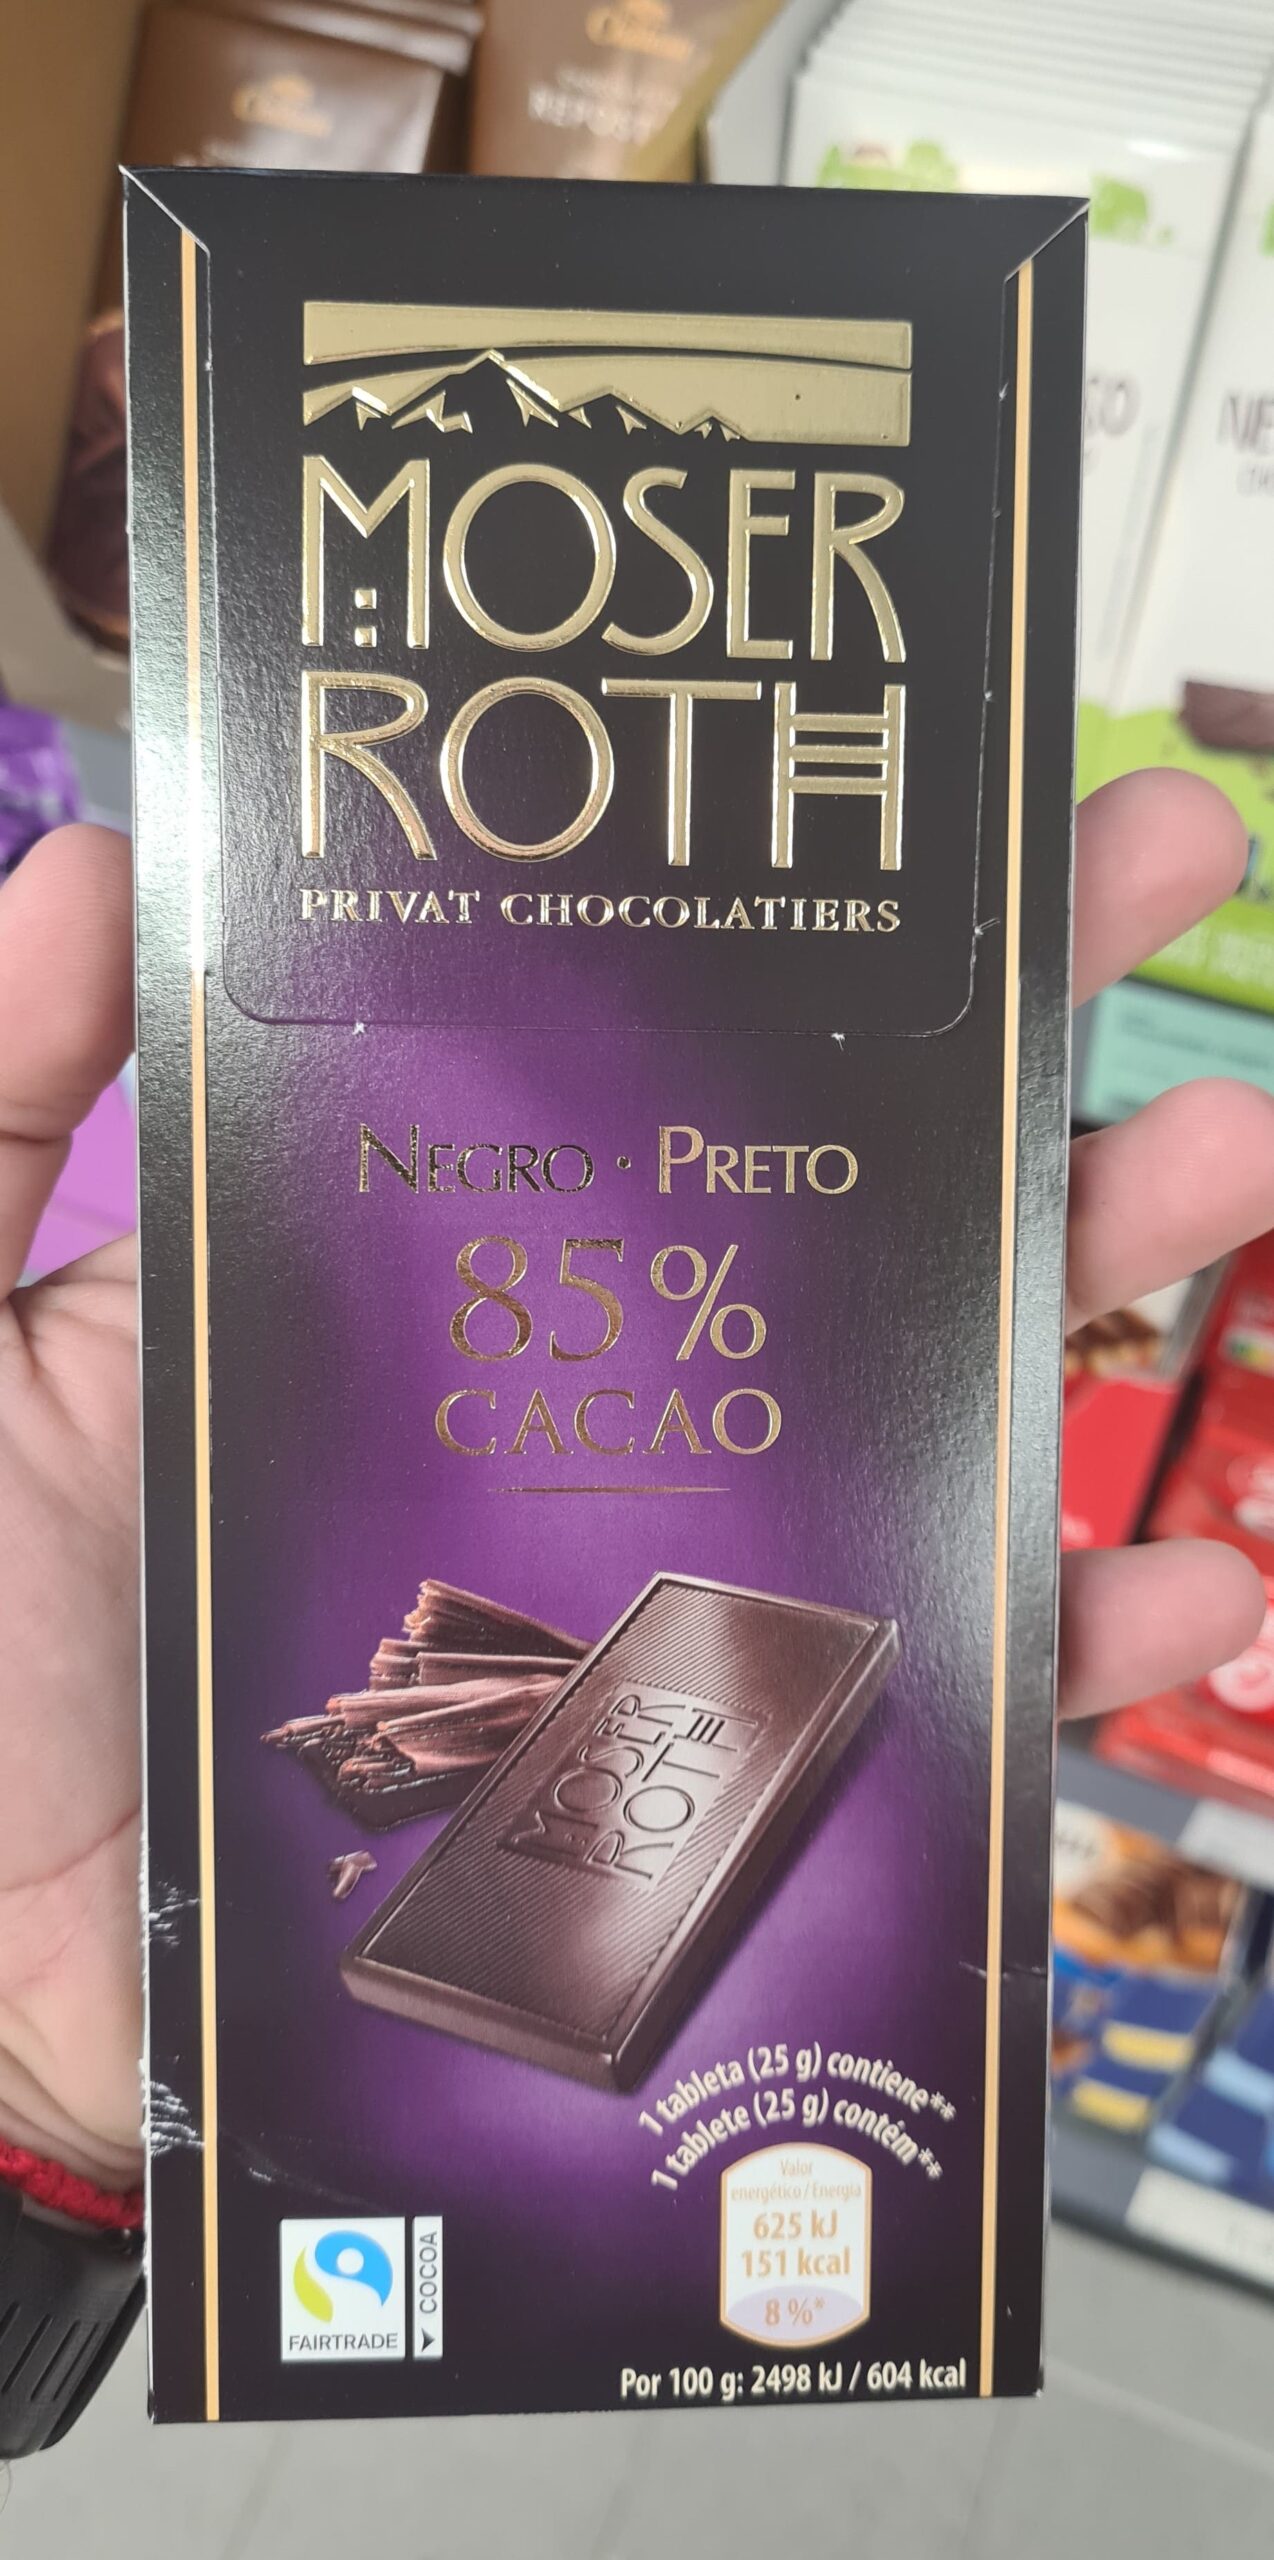 MOSER
ROTH
PRIVAT CHOCOLATIERS
NEGRO · PRETO
85%
CACAO
MOSER
ROTH
1 tableta (25 g) contiene**
1 tablete (25 g) contém**
Valor
energético / Energia
625 kJ
151 kcal
8 %*
FAIRTRADE
COCOA
Por 100 g: 2498 kJ / 604 kcal